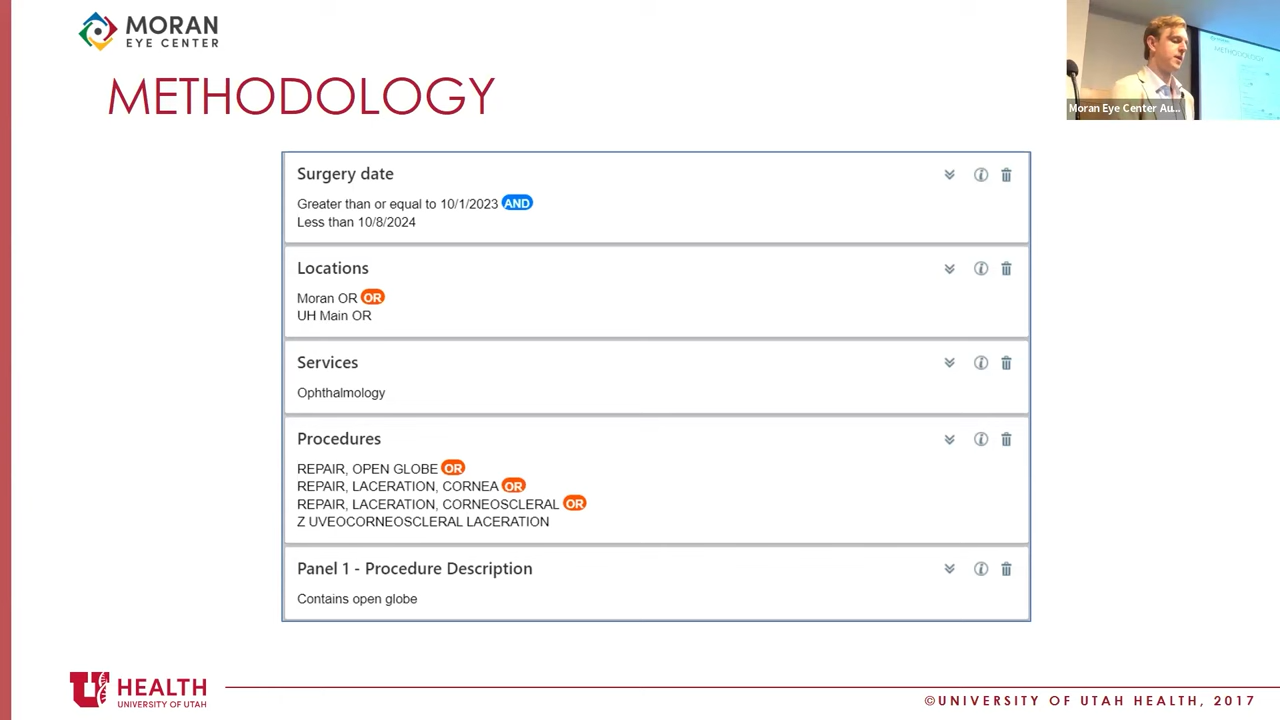 MORAN
EYE CENTER
METHODOLOGY
Moran Eye Center Au...
Surgery date
Greater than or equal to 10/1/2023 AND
Less than 10/8/2024
Locations
Moran OR OR
UH Main OR
Services
Ophthalmology
Procedures
REPAIR, OPEN GLOBE OR
REPAIR, LACERATION, CORNEA OR
REPAIR, LACERATION, CORNEOSCLERAL OR
Z UVEOCORNEOSCLERAL LACERATION
Panel 1 - Procedure Description
Contains open globe
U HEALTH
UNIVERSITY OF UTAH
©UNIVERSITY OF UTAH HEALTH, 2017